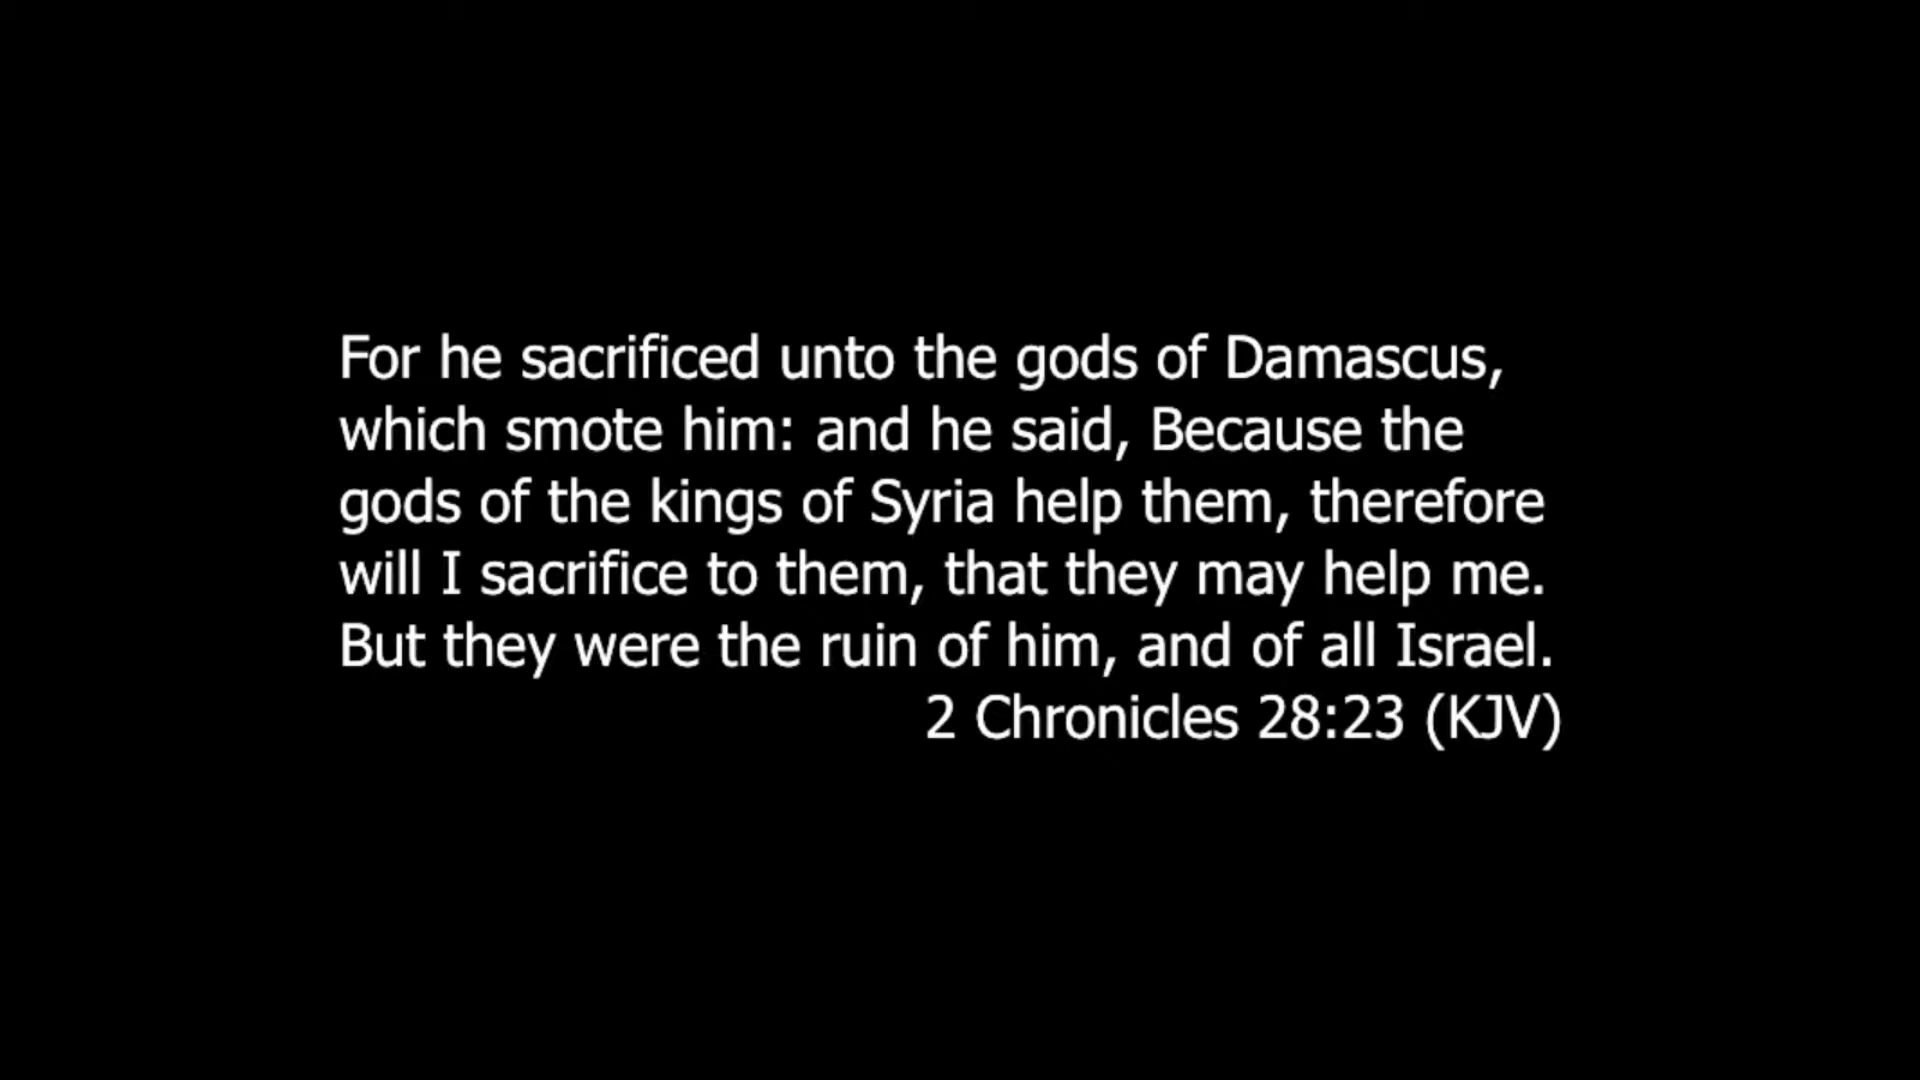 For he sacrificed unto the gods of Damascus,
which smote him: and he said, Because the
gods of the kings of Syria help them, therefore
will I sacrifice to them, that they may help me.
But they were the ruin of him, and of all Israel.
2 Chronicles 28:23 (KJV)